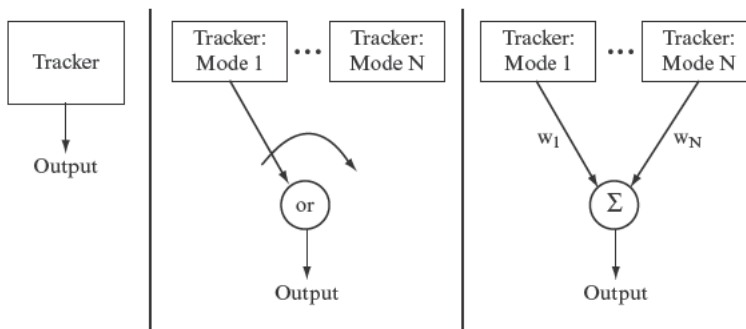 Tracker
Output
Tracker:
Mode 1
...
Tracker:
Mode N
or
Output
Tracker:
Mode 1
...
Tracker:
Mode N
w1
wN
Σ
Output